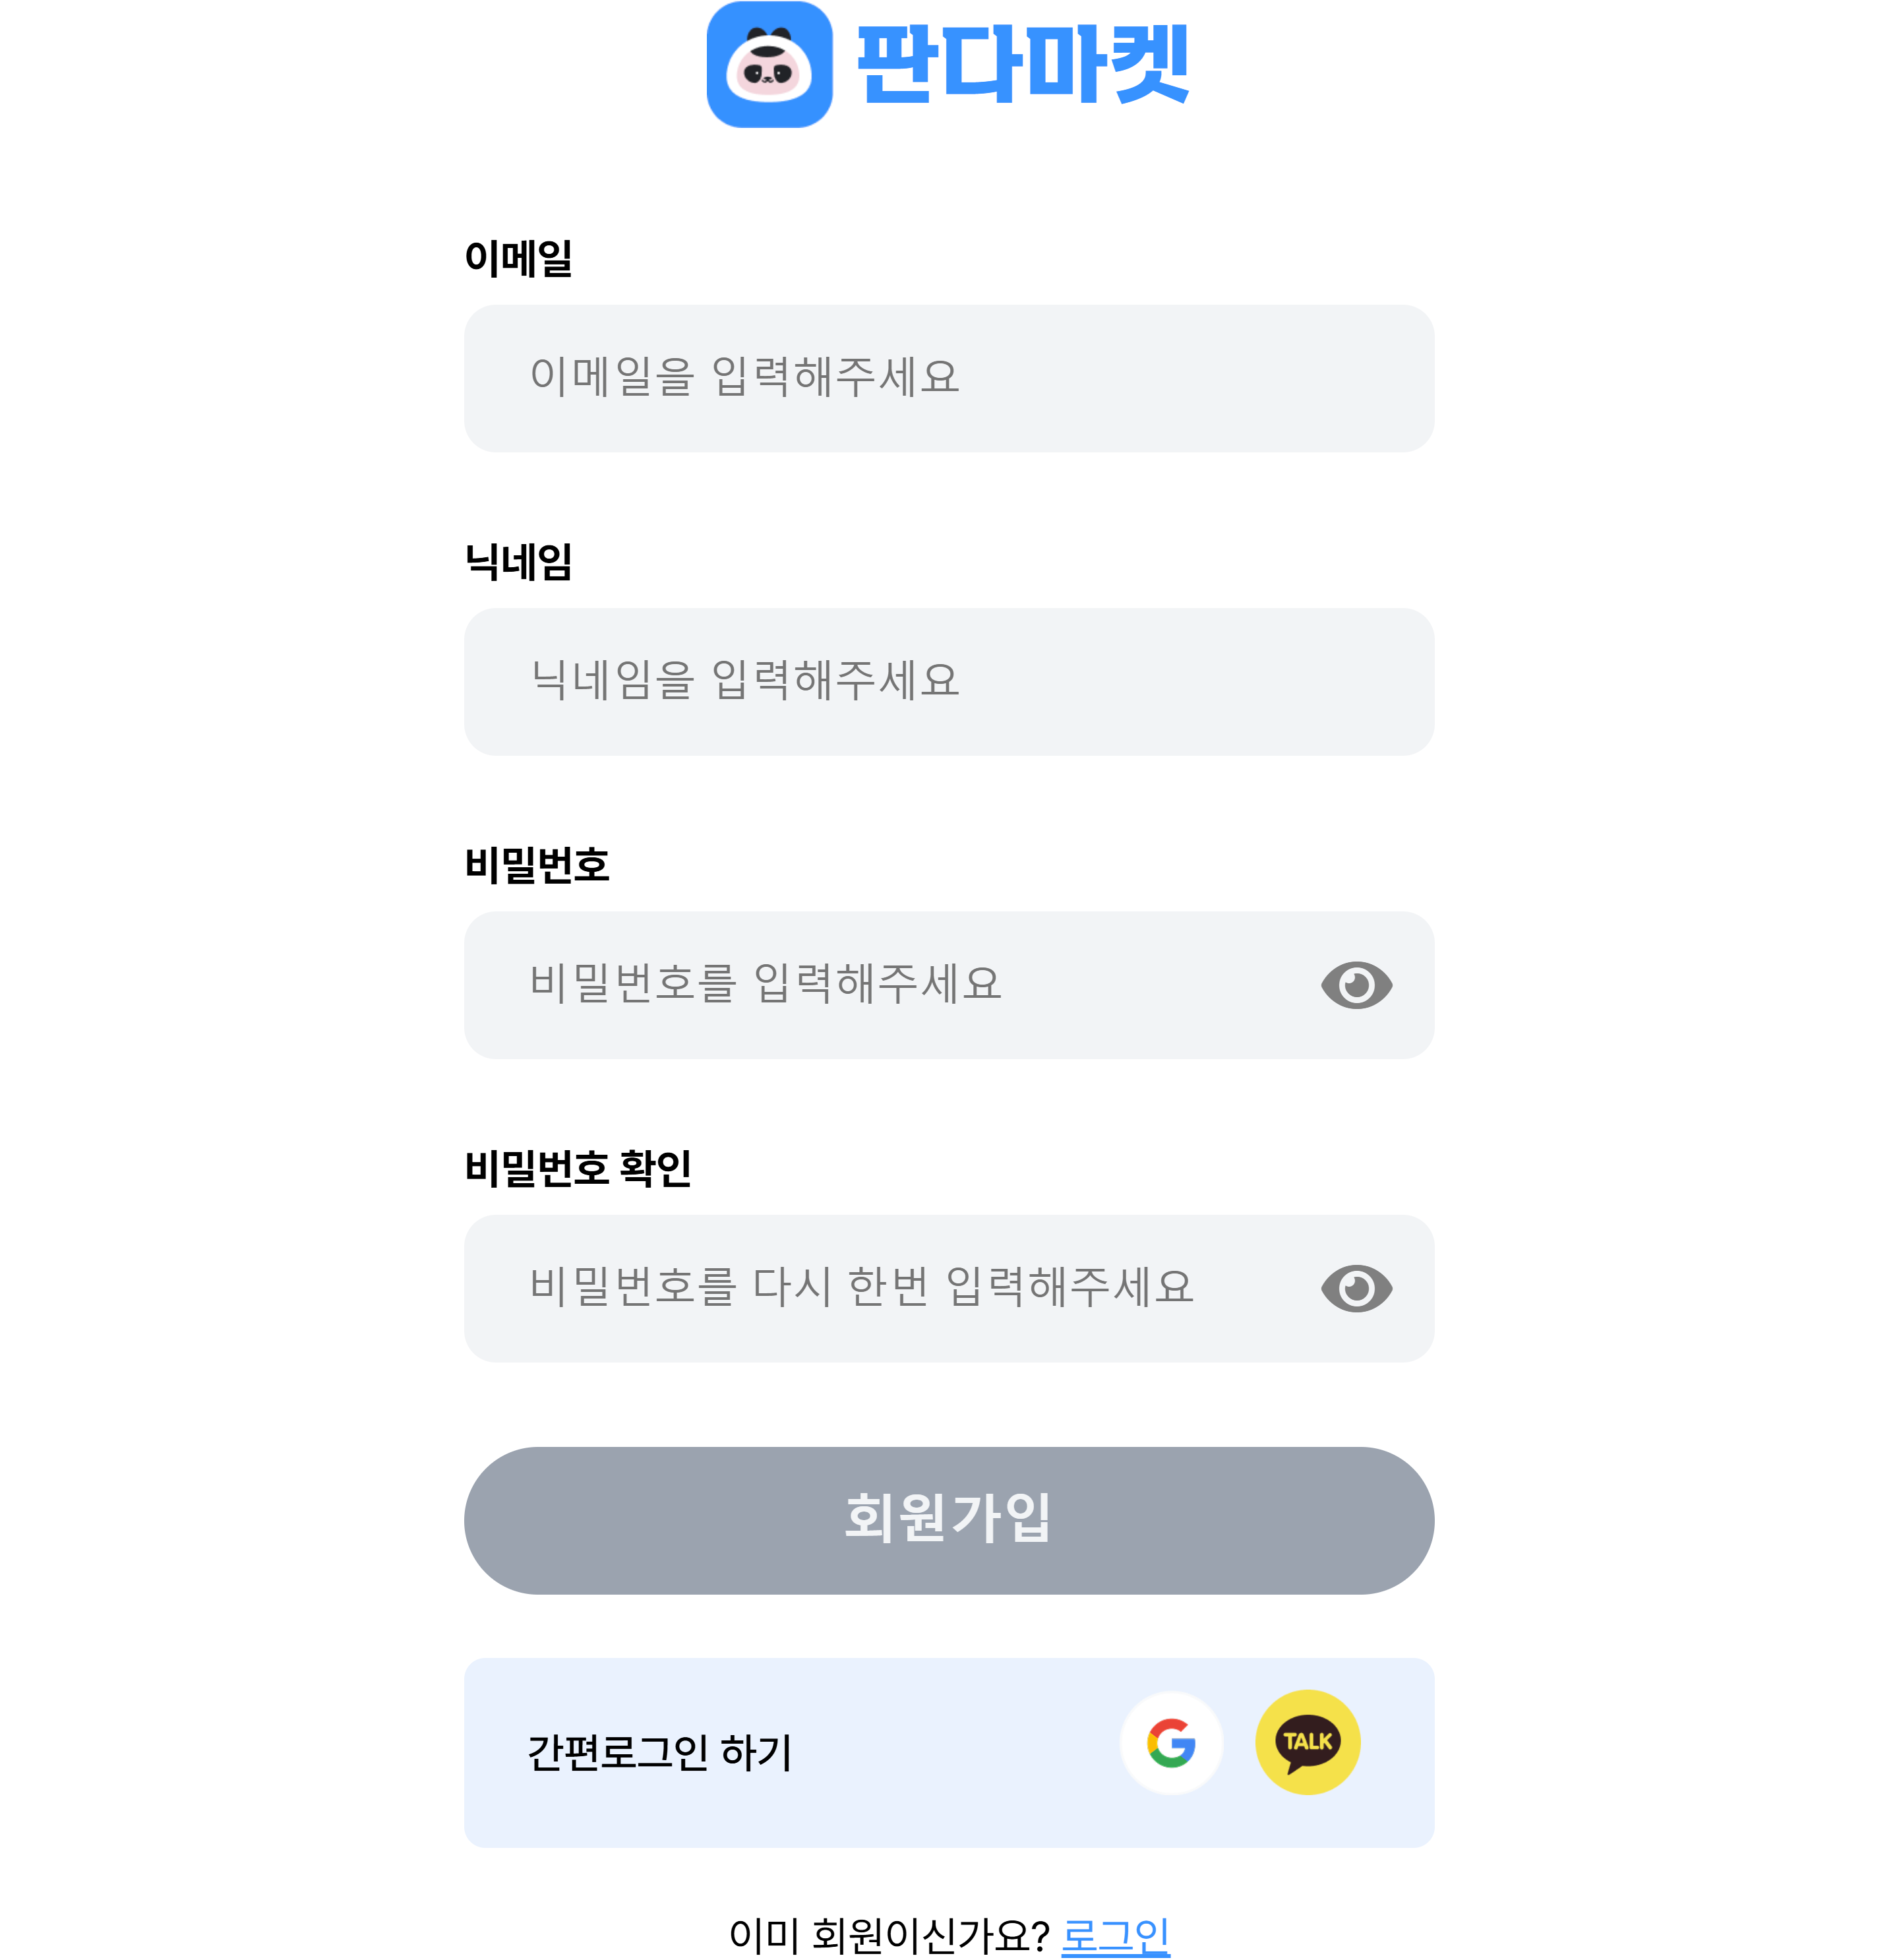 판다마켓
이메일
이메일을 입력해주세요
닉네임
닉네임을 입력해주세요
비밀번호
비밀번호를 입력해주세요
비밀번호 확인
비밀번호를 다시 한번 입력해주세요
회원가입
간편로그인 하기
G
TALK
이미 회원이신가요? 로그인